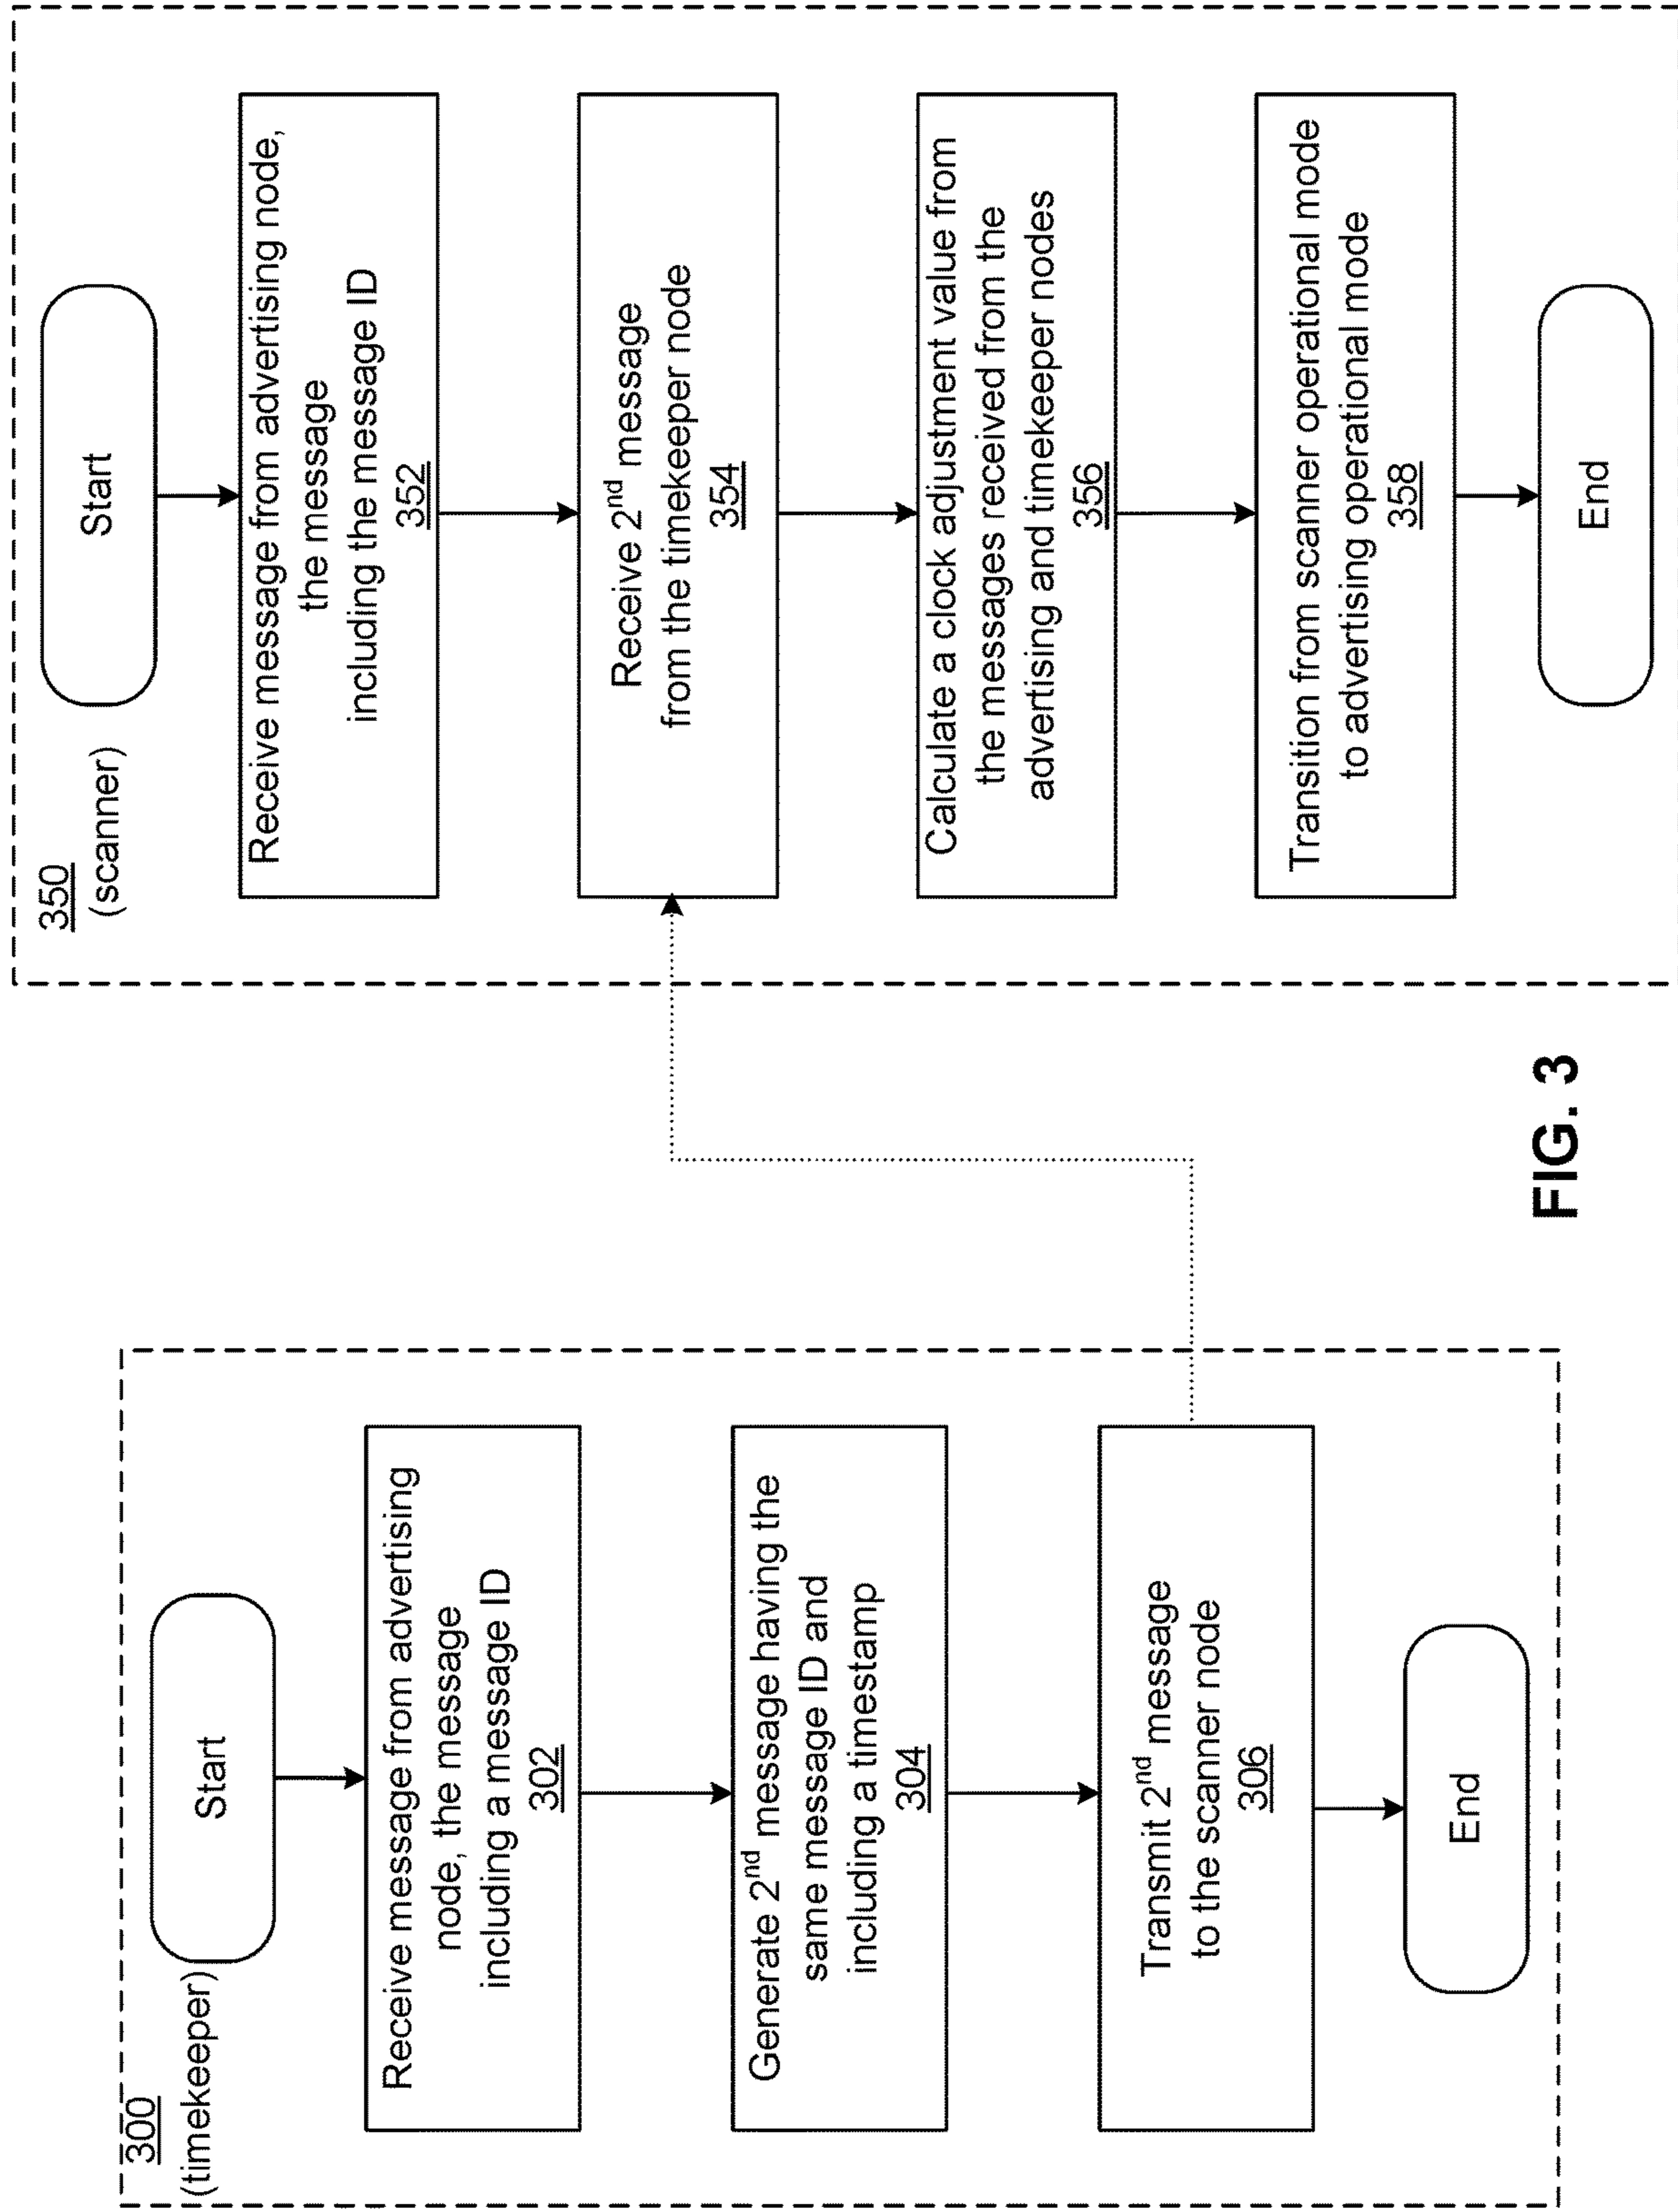 300
(timekeeper)
Start
Receive message from advertising
node, the message
including a message ID
302
Generate 2nd message having the
same message ID and
including a timestamp
304
Transmit 2nd message
to the scanner node
306
End
350
(scanner)
Start
Receive message from advertising node,
the message
including the message ID
352
Receive 2nd message
from the timekeeper node
354
Calculate a clock adjustment value from
the messages received from the
advertising and timekeeper nodes
356
Transition from scanner operational mode
to advertising operational mode
358
End
FIG. 3